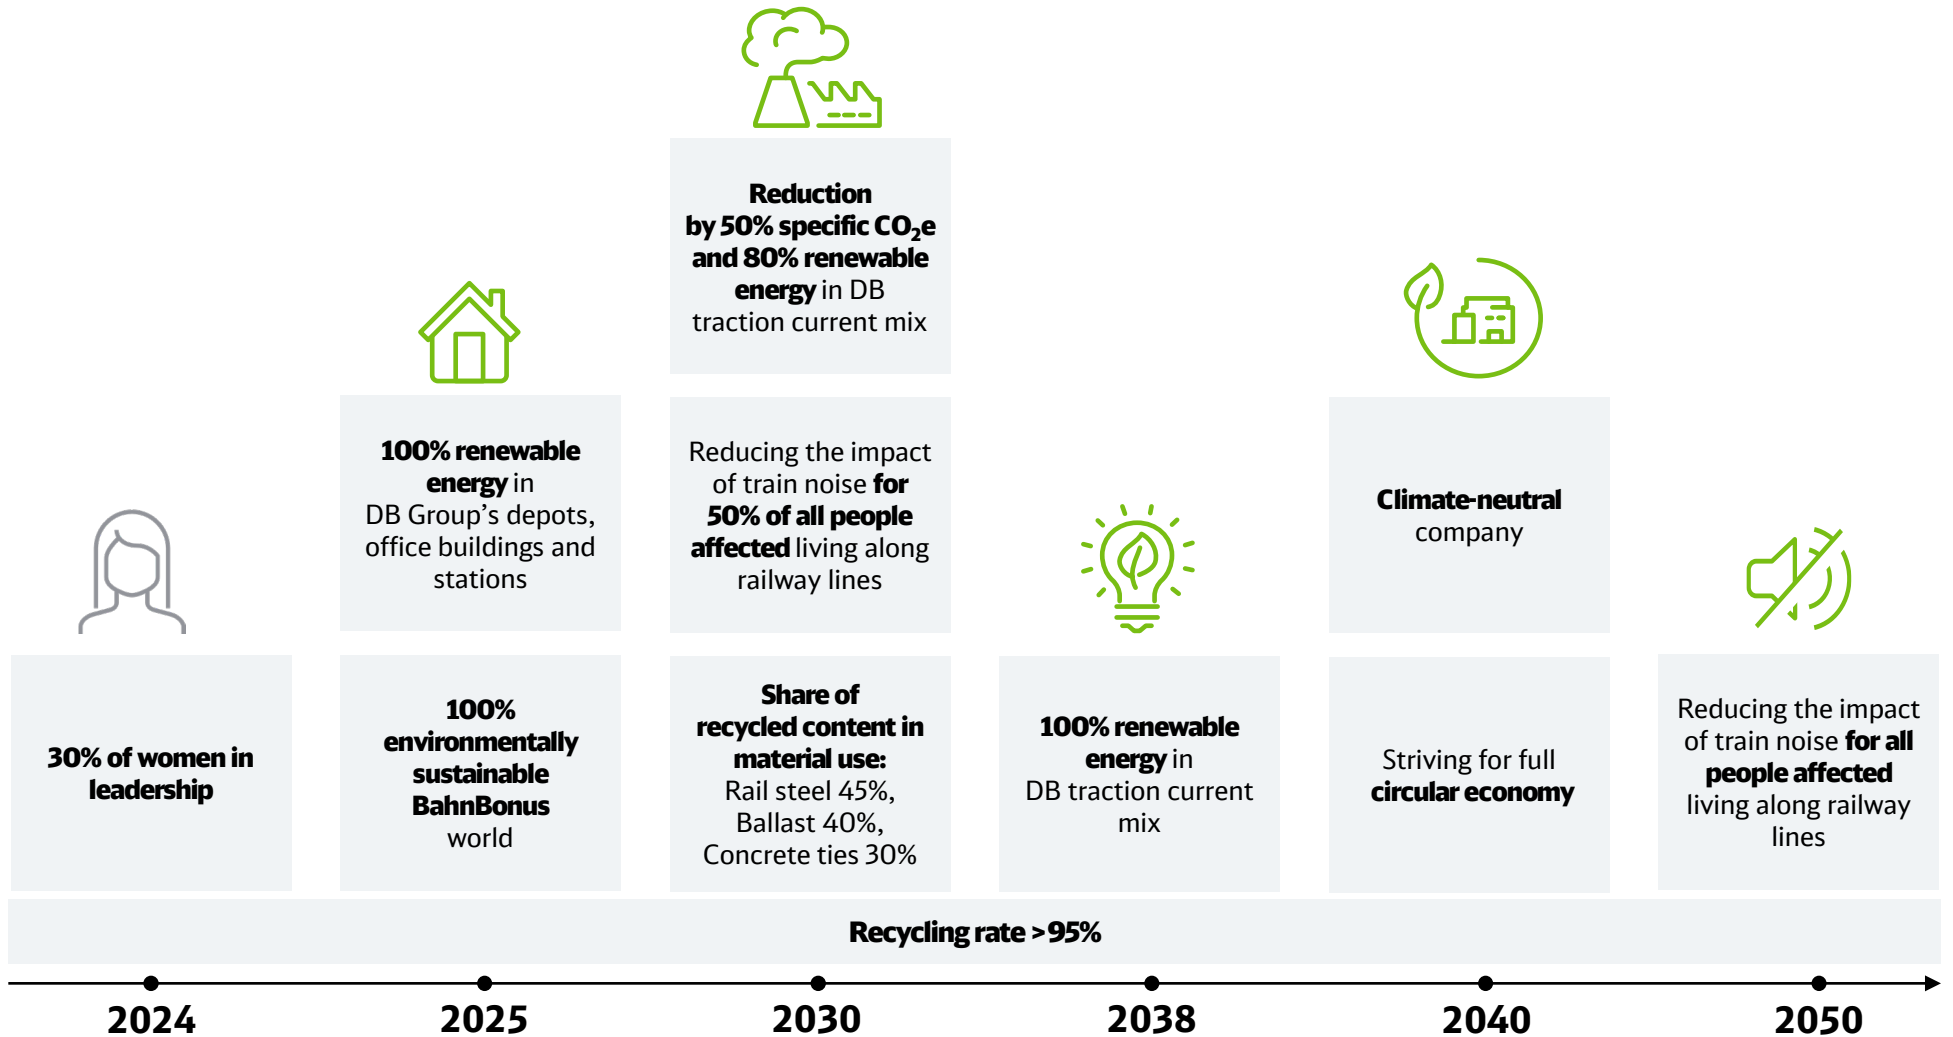 30% of women in
leadership
100% renewable
energy in
DB Group's depots,
office buildings and
stations
100%
environmentally
sustainable
BahnBonus
world
Reduction
by 50% specific CO₂e
and 80% renewable
energy in DB
traction current mix
Reducing the impact
of train noise for
50% of all people
affected living along
railway lines
Share of
recycled content in
material use:
Rail steel 45%,
Ballast 40%,
Concrete ties 30%
100% renewable
energy in
DB traction current
mix
Climate-neutral
company
Striving for full
circular economy
Reducing the impact
of train noise for all
people affected
living along railway
lines
Recycling rate >95%
2024
2025
2030
2038
2040
2050